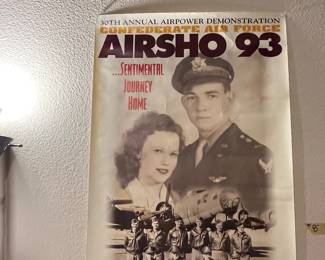 30TH ANNUAL AIRPOWER DEMONSTRATION
CONFEDERATE AIR FORCE
AIRSHO 93
...SENTIMENTAL
JOURNEY
HOME